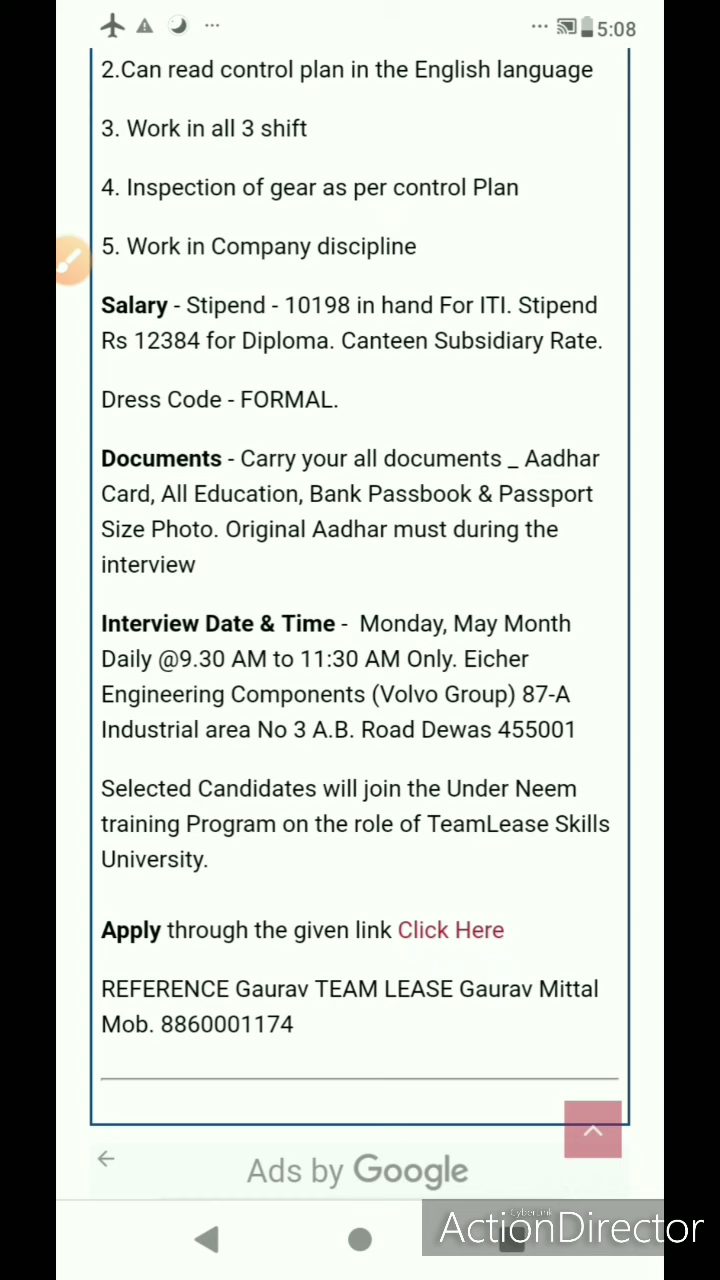 5:08
2.Can read control plan in the English language
3. Work in all 3 shift
4. Inspection of gear as per control Plan
5. Work in Company discipline
Salary - Stipend - 10198 in hand For ITI. Stipend
Rs 12384 for Diploma. Canteen Subsidiary Rate.
Dress Code - FORMAL.
Documents - Carry your all documents _ Aadhar
Card, All Education, Bank Passbook & Passport
Size Photo. Original Aadhar must during the
interview
Interview Date & Time -  Monday, May Month
Daily @9.30 AM to 11:30 AM Only. Eicher
Engineering Components (Volvo Group) 87-A
Industrial area No 3 A.B. Road Dewas 455001
Selected Candidates will join the Under Neem
training Program on the role of TeamLease Skills
University.
Apply through the given link Click Here
REFERENCE Gaurav TEAM LEASE Gaurav Mittal
Mob. 8860001174
Ads by Google
CyberLink
ActionDirector